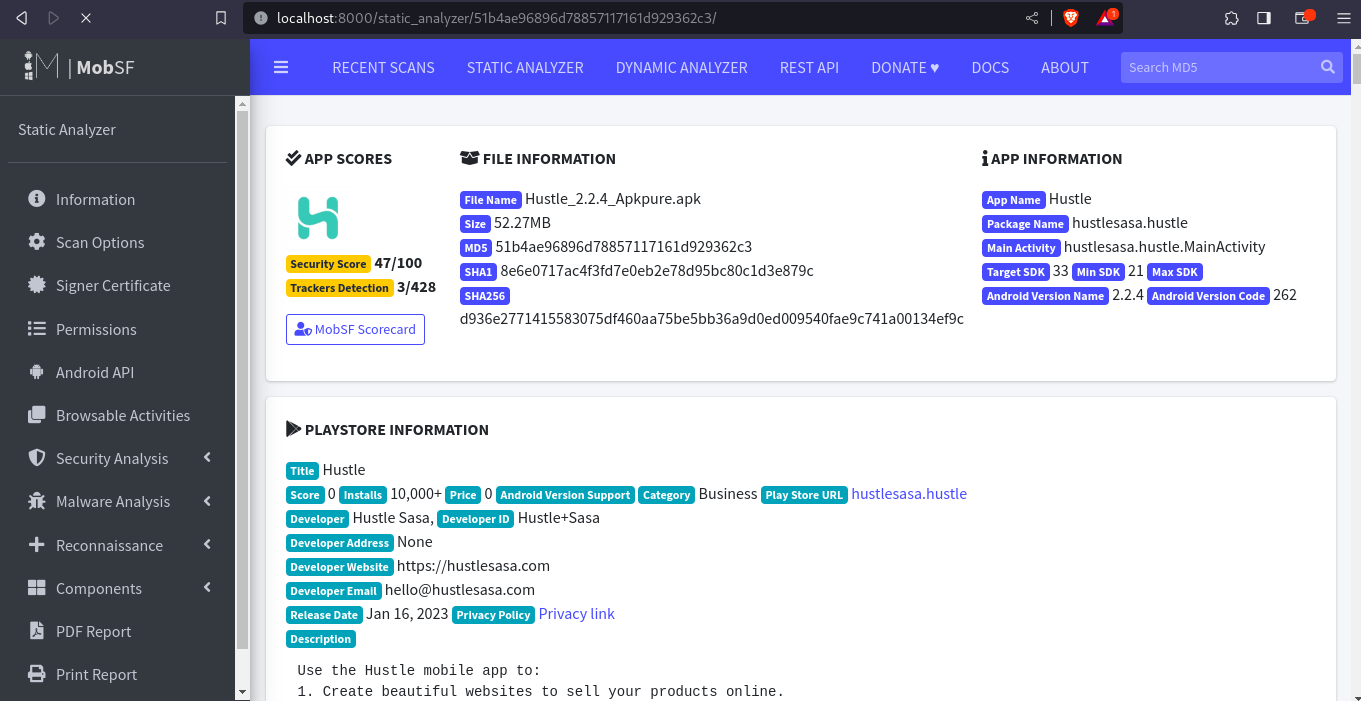 localhost:8000/static_analyzer/51b4ae96896d78857117161d929362c3/
1
| MobSF
RECENT SCANS STATIC ANALYZER DYNAMIC ANALYZER REST API DONATE ♥ DOCS ABOUT Search MD5
Static Analyzer
Information
Scan Options
Signer Certificate
Permissions
Android API
Browsable Activities
Security Analysis
Malware Analysis
Reconnaissance
Components
PDF Report
Print Report
APP SCORES
Security Score 47/100
Trackers Detection 3/428
MobSF Scorecard
FILE INFORMATION
File Name Hustle_2.2.4_Apkpure.apk
Size 52.27MB
MD5 51b4ae96896d78857117161d929362c3
SHA1 8e6e0717ac4f3fd7e0eb2e78d95bc80c1d3e879c
SHA256
d936e2771415583075df460aa75be5bb36a9d0ed009540fae9c741a00134ef9c
APP INFORMATION
App Name Hustle
Package Name hustlesasa.hustle
Main Activity hustlesasa.hustle.MainActivity
Target SDK 33 Min SDK 21 Max SDK
Android Version Name 2.2.4 Android Version Code 262
PLAYSTORE INFORMATION
Title Hustle
Score 0 Installs 10,000+ Price 0 Android Version Support Category Business Play Store URL hustlesasa.hustle
Developer Hustle Sasa, Developer ID Hustle+Sasa
Developer Address None
Developer Website https://hustlesasa.com
Developer Email hello@hustlesasa.com
Release Date Jan 16, 2023 Privacy Policy Privacy link
Description
Use the Hustle mobile app to:
1. Create beautiful websites to sell your products online.